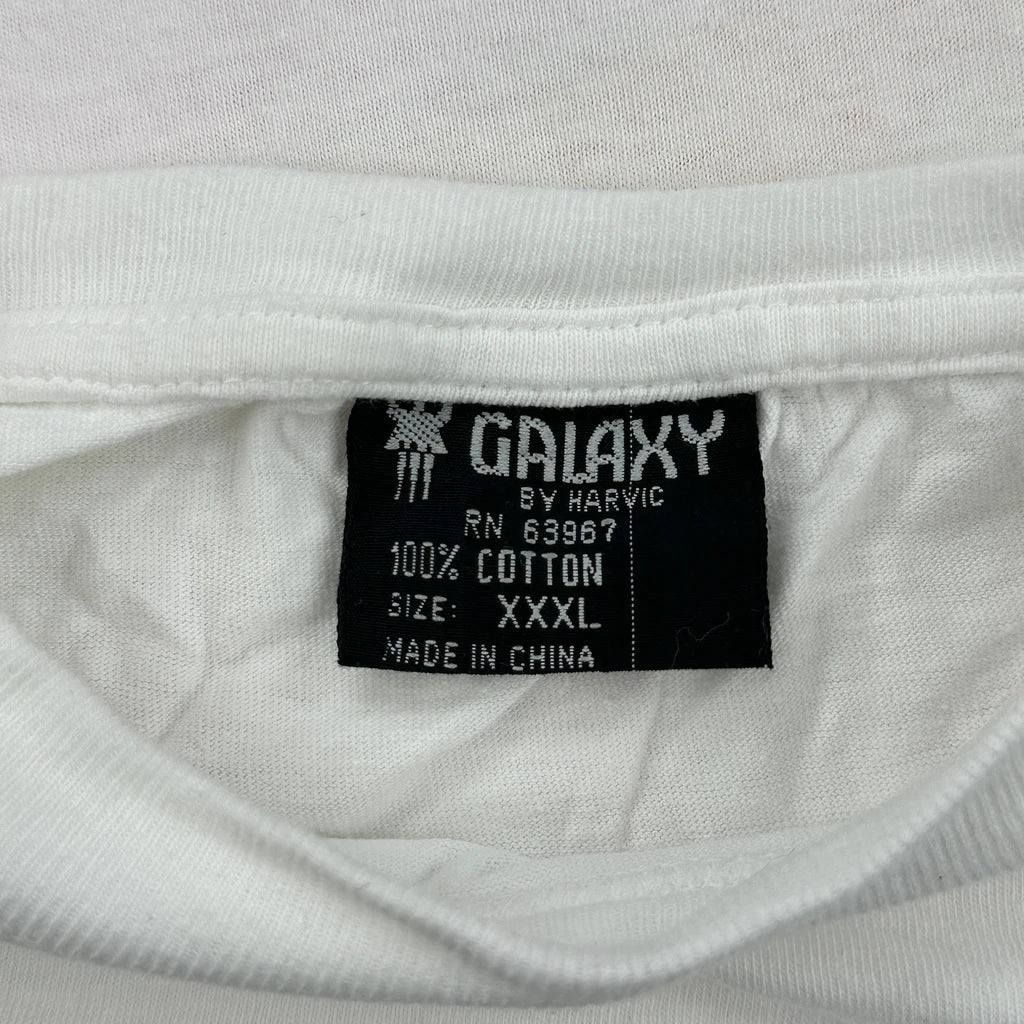 GALAXY
BY HARVIC
RN 63967
100% COTTON
SIZE: XXXL
MADE IN CHINA